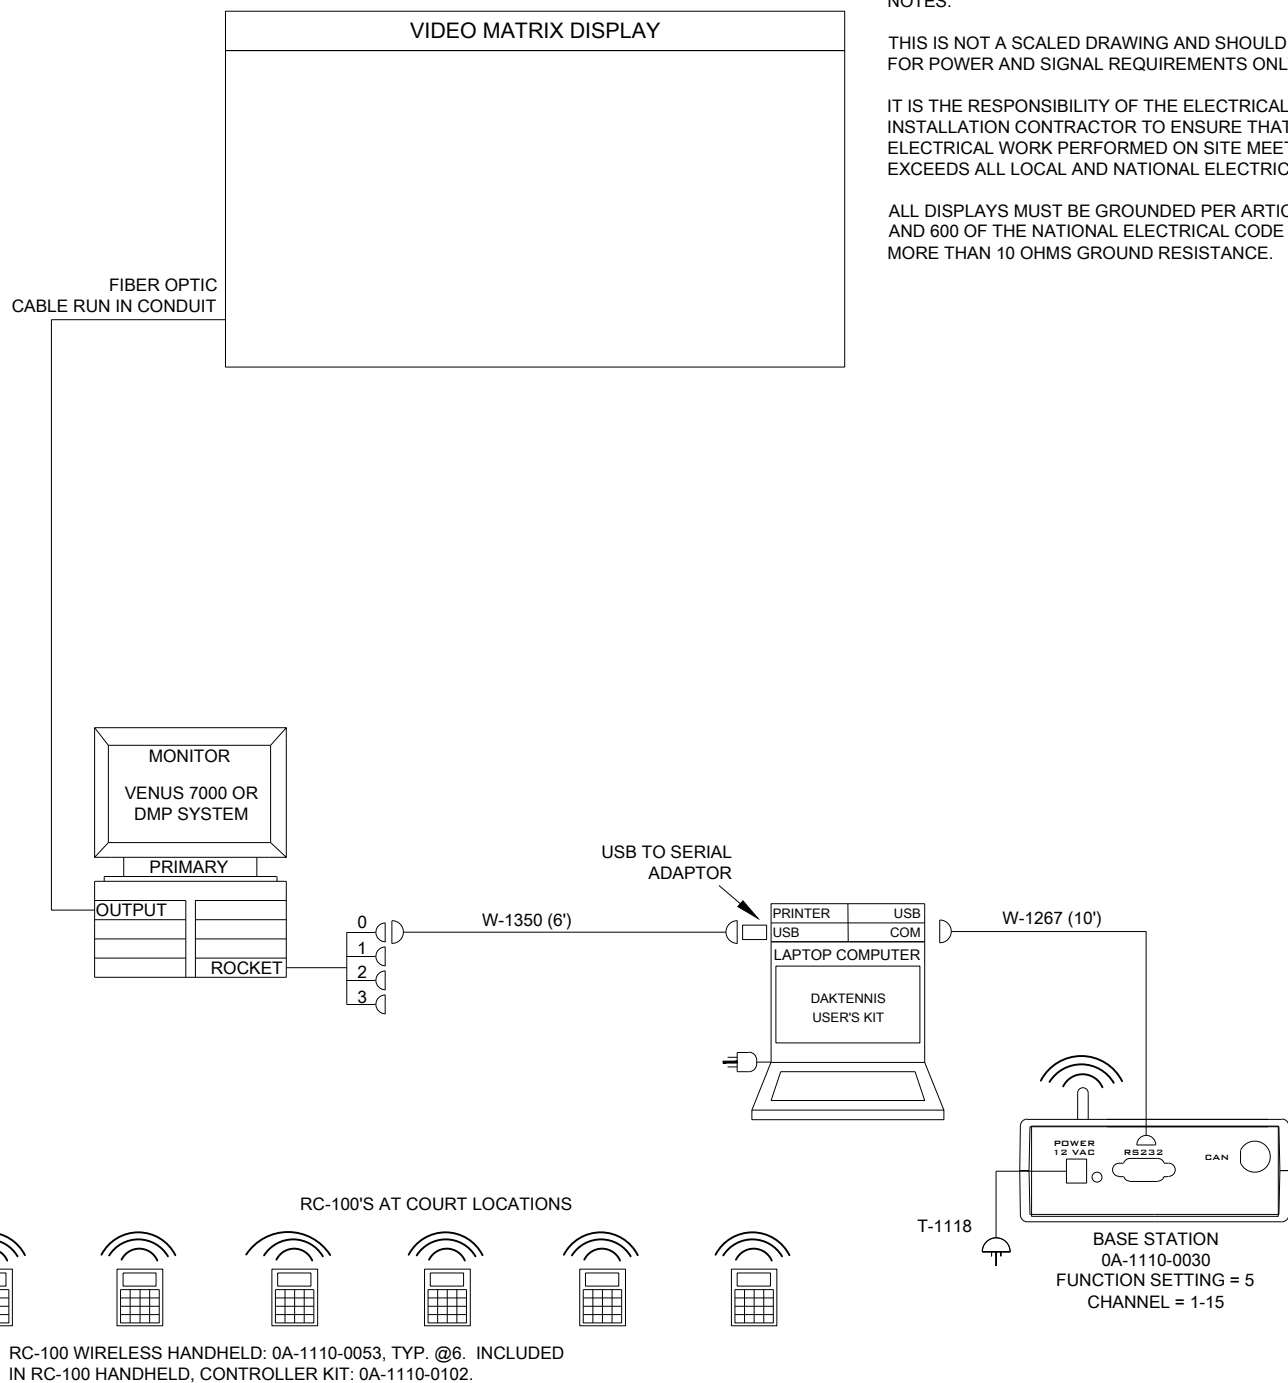 NOTES:
VIDEO MATRIX DISPLAY
THIS IS NOT A SCALED DRAWING AND SHOULD
FOR POWER AND SIGNAL REQUIREMENTS ONL
IT IS THE RESPONSIBILITY OF THE ELECTRICAL
INSTALLATION CONTRACTOR TO ENSURE THAT
ELECTRICAL WORK PERFORMED ON SITE MEET
EXCEEDS ALL LOCAL AND NATIONAL ELECTRIC
ALL DISPLAYS MUST BE GROUNDED PER ARTIC
AND 600 OF THE NATIONAL ELECTRICAL CODE
MORE THAN 10 OHMS GROUND RESISTANCE.
FIBER OPTIC
CABLE RUN IN CONDUIT
MONITOR
VENUS 7000 OR
DMP SYSTEM
PRIMARY
OUTPUT
ROCKET
0
1
2
3
W-1350 (6')
USB TO SERIAL
ADAPTOR
PRINTER USB
USB COM
LAPTOP COMPUTER
DAKTENNIS
USER'S KIT
W-1267 (10')
POWER
12 VAC
RS232
CAN
T-1118
BASE STATION
0A-1110-0030
FUNCTION SETTING = 5
CHANNEL = 1-15
RC-100'S AT COURT LOCATIONS
RC-100 WIRELESS HANDHELD: 0A-1110-0053, TYP. @6. INCLUDED
IN RC-100 HANDHELD, CONTROLLER KIT: 0A-1110-0102.